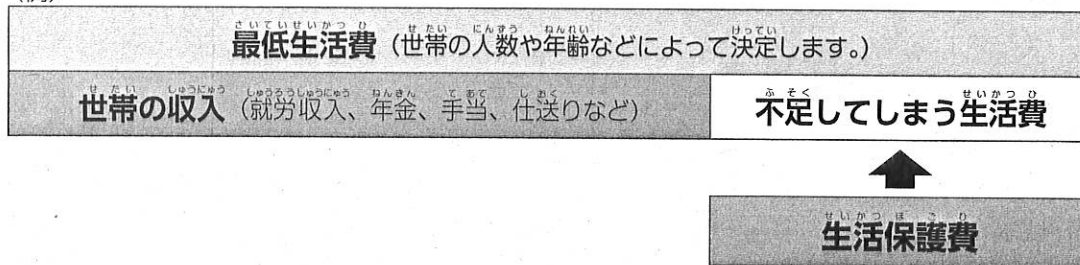 最低生活費（世帯の人数や年齢などによって決定します。）
世帯の収入（就労収入、年金、手当、仕送りなど）
不足してしまう生活費
生活保護費